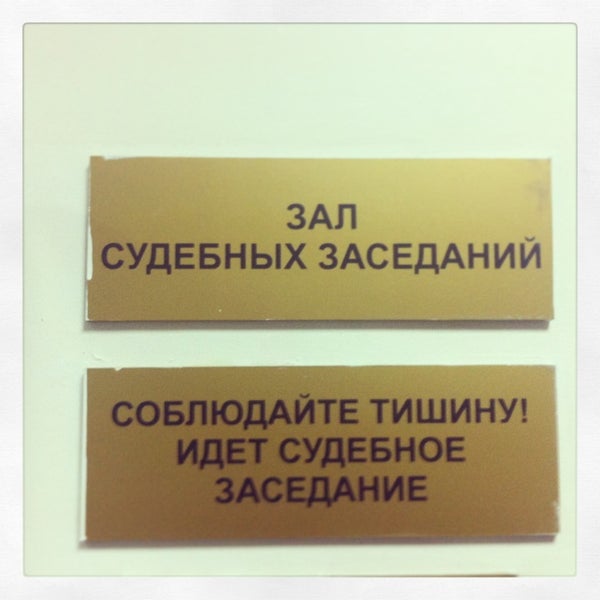 ЗАЛ
СУДЕБНЫХ ЗАСЕДАНИЙ
СОБЛЮДАЙТЕ ТИШИНУ!
ИДЕТ СУДЕБНОЕ
ЗАСЕДАНИЕ